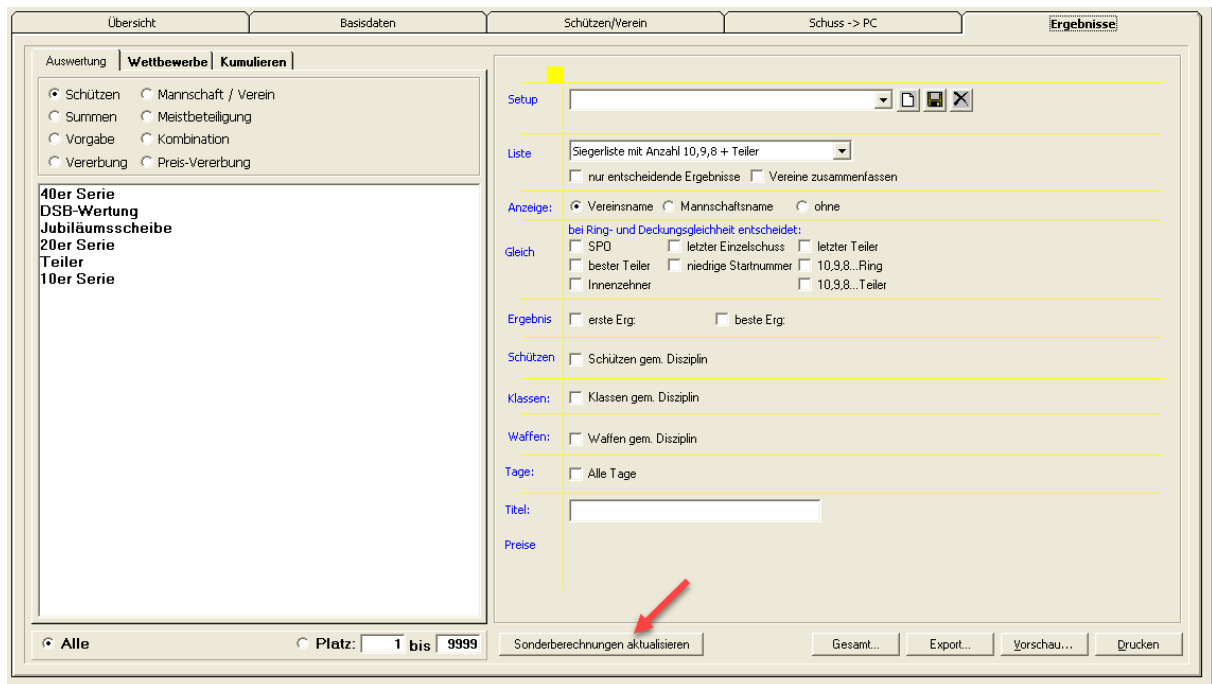 Übersicht Basisdaten Schützen/Verein Schuss -> PC Ergebnisse
Auswertung Wettbewerbe Kumulieren
Schützen Mannschaft / Verein
Summen Meistbeteiligung
Vorgabe Kombination
Vererbung Preis-Vererbung
40er Serie
DSB-Wertung
Jubiläumsscheibe
20er Serie
Teiler
10er Serie
Alle Platz: 1 bis 9999
Setup
Liste Siegerliste mit Anzahl 10,9,8 + Teiler
nur entscheidende Ergebnisse Vereine zusammenfassen
Anzeige: Vereinsname Mannschaftsname ohne
bei Ring- und Deckungsgleichheit entscheidet:
Gleich SPO letzter Einzelschuss letzter Teiler
bester Teiler niedrige Startnummer 10,9,8...Ring
Innenzehner 10,9,8...Teiler
Ergebnis erste Erg: beste Erg:
Schützen Schützen gem. Disziplin
Klassen: Klassen gem. Disziplin
Waffen: Waffen gem. Disziplin
Tage: Alle Tage
Titel:
Preise
Sonderberechnungen aktualisieren Gesamt... Export... Vorschau... Drucken